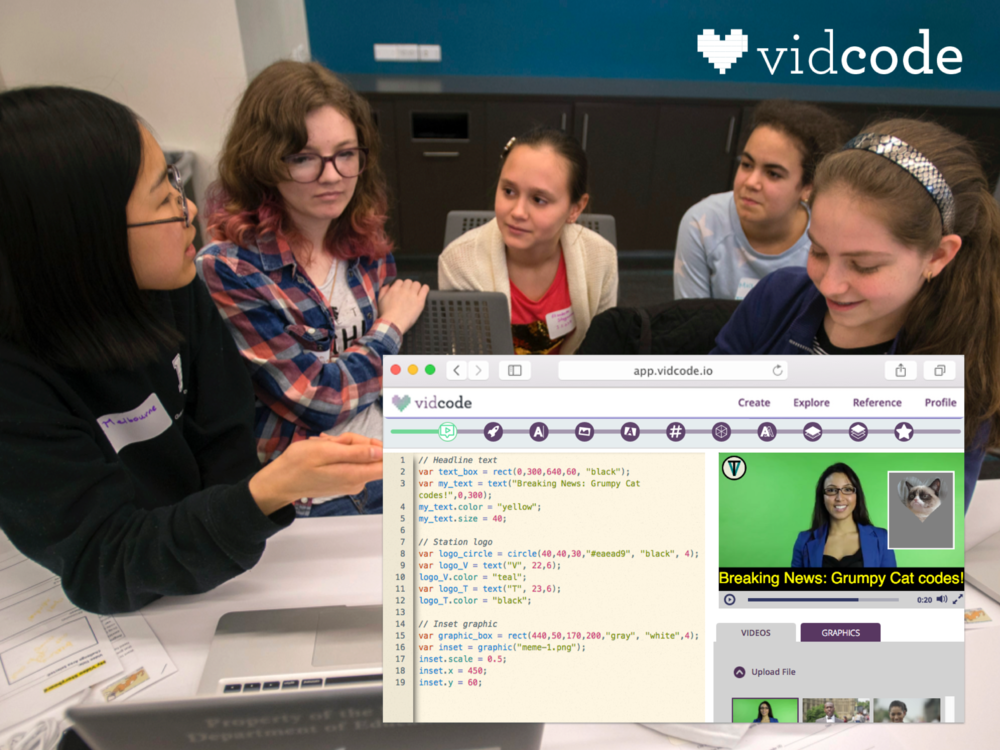 vidcode
Melbourne
app.vidcode.io
vidcode
Create
Explore
Reference
Profile
1 // Headline text
2 var text_box = rect(0,300,640,60, "black");
3 var my_text = text("Breaking News: Grumpy Cat
codes!",0,300);
4 my_text.color = "yellow";
5 my_text.size = 40;
6
7 // Station logo
8 var logo_circle = circle(40,40,30,"#eaead9", "black", 4);
9 var logo_V = text("V", 22,6);
10 logo_V.color = "teal";
11 var logo_T = text("T", 23,6);
12 logo_T.color = "black";
13
14 // Inset graphic
15 var graphic_box = rect(440,50,170,200,"gray", "white",4);
16 var inset = graphic("meme-1.png");
17 inset.scale = 0.5;
18 inset.x = 450;
19 inset.y = 60;
Breaking News: Grumpy Cat codes!
0:20
VIDEOS
GRAPHICS
Upload File
Property of the
Department of